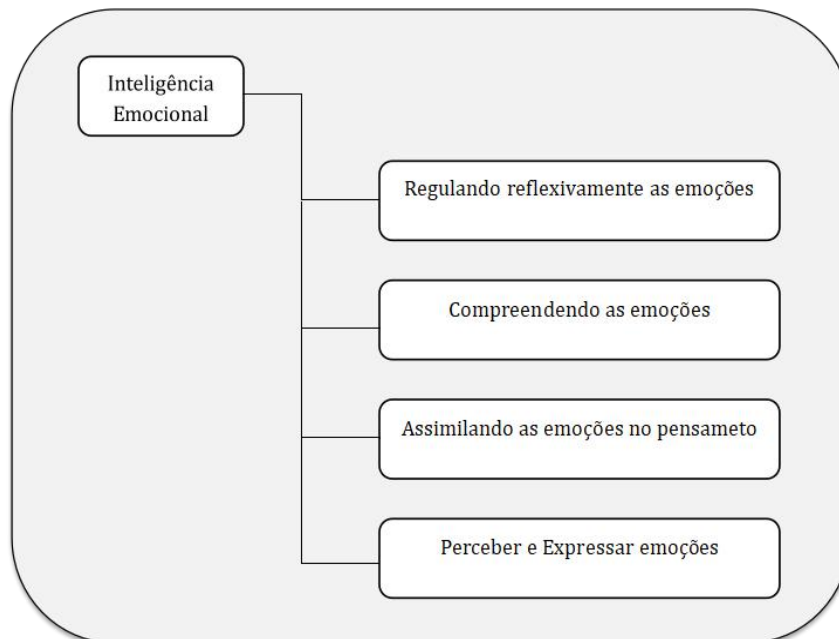 Inteligência
Emocional
Regulando reflexivamente as emoções
Compreendendo as emoções
Assimilando as emoções no pensameto
Perceber e Expressar emoções